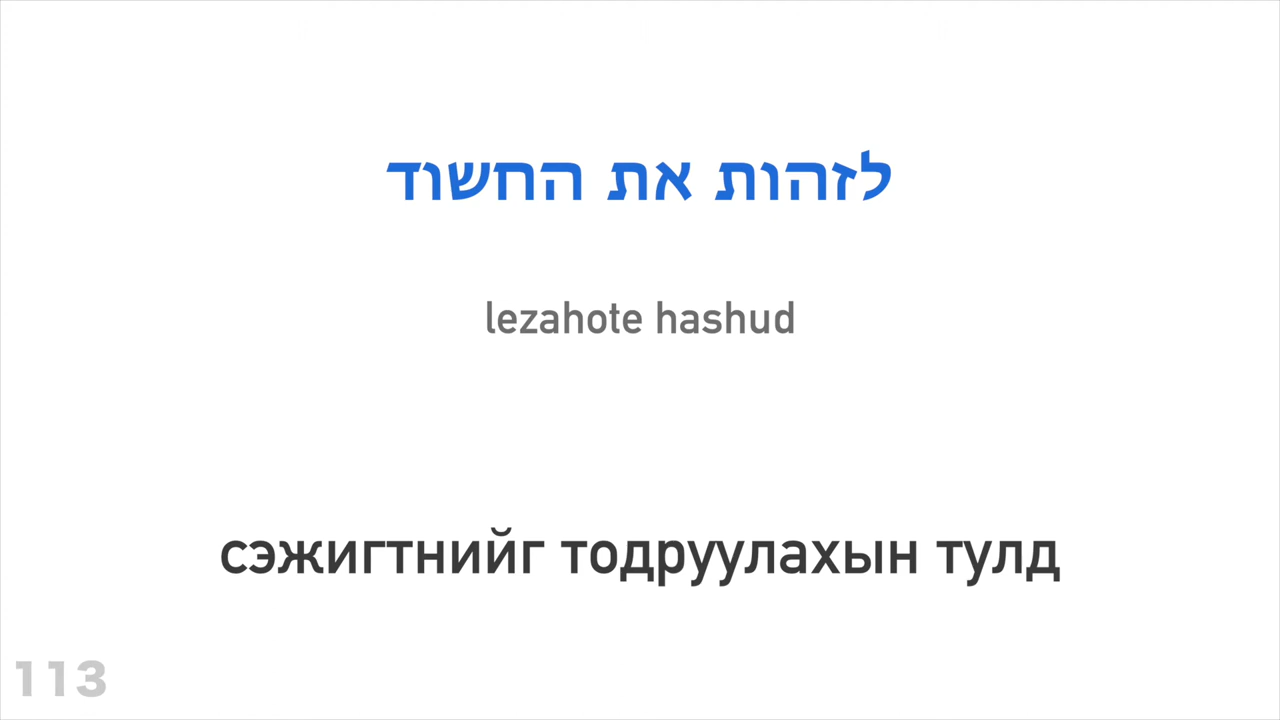 לזהות את החשוד
lezahote hashud
сэжигтнийг тодруулахын тулд
113